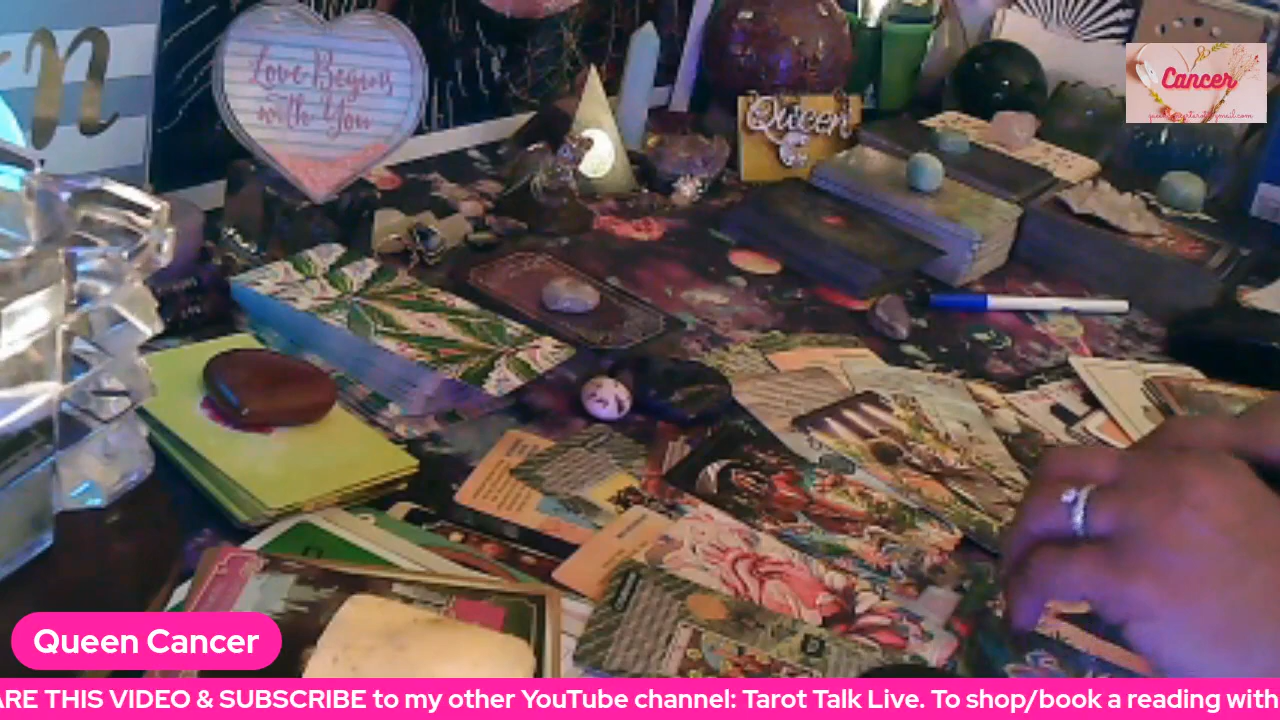 n
Love Begins
with You
Queen
C
Cancer
Queen Cancer
ARE THIS VIDEO & SUBSCRIBE to my other YouTube channel: Tarot Talk Live. To shop/book a reading with